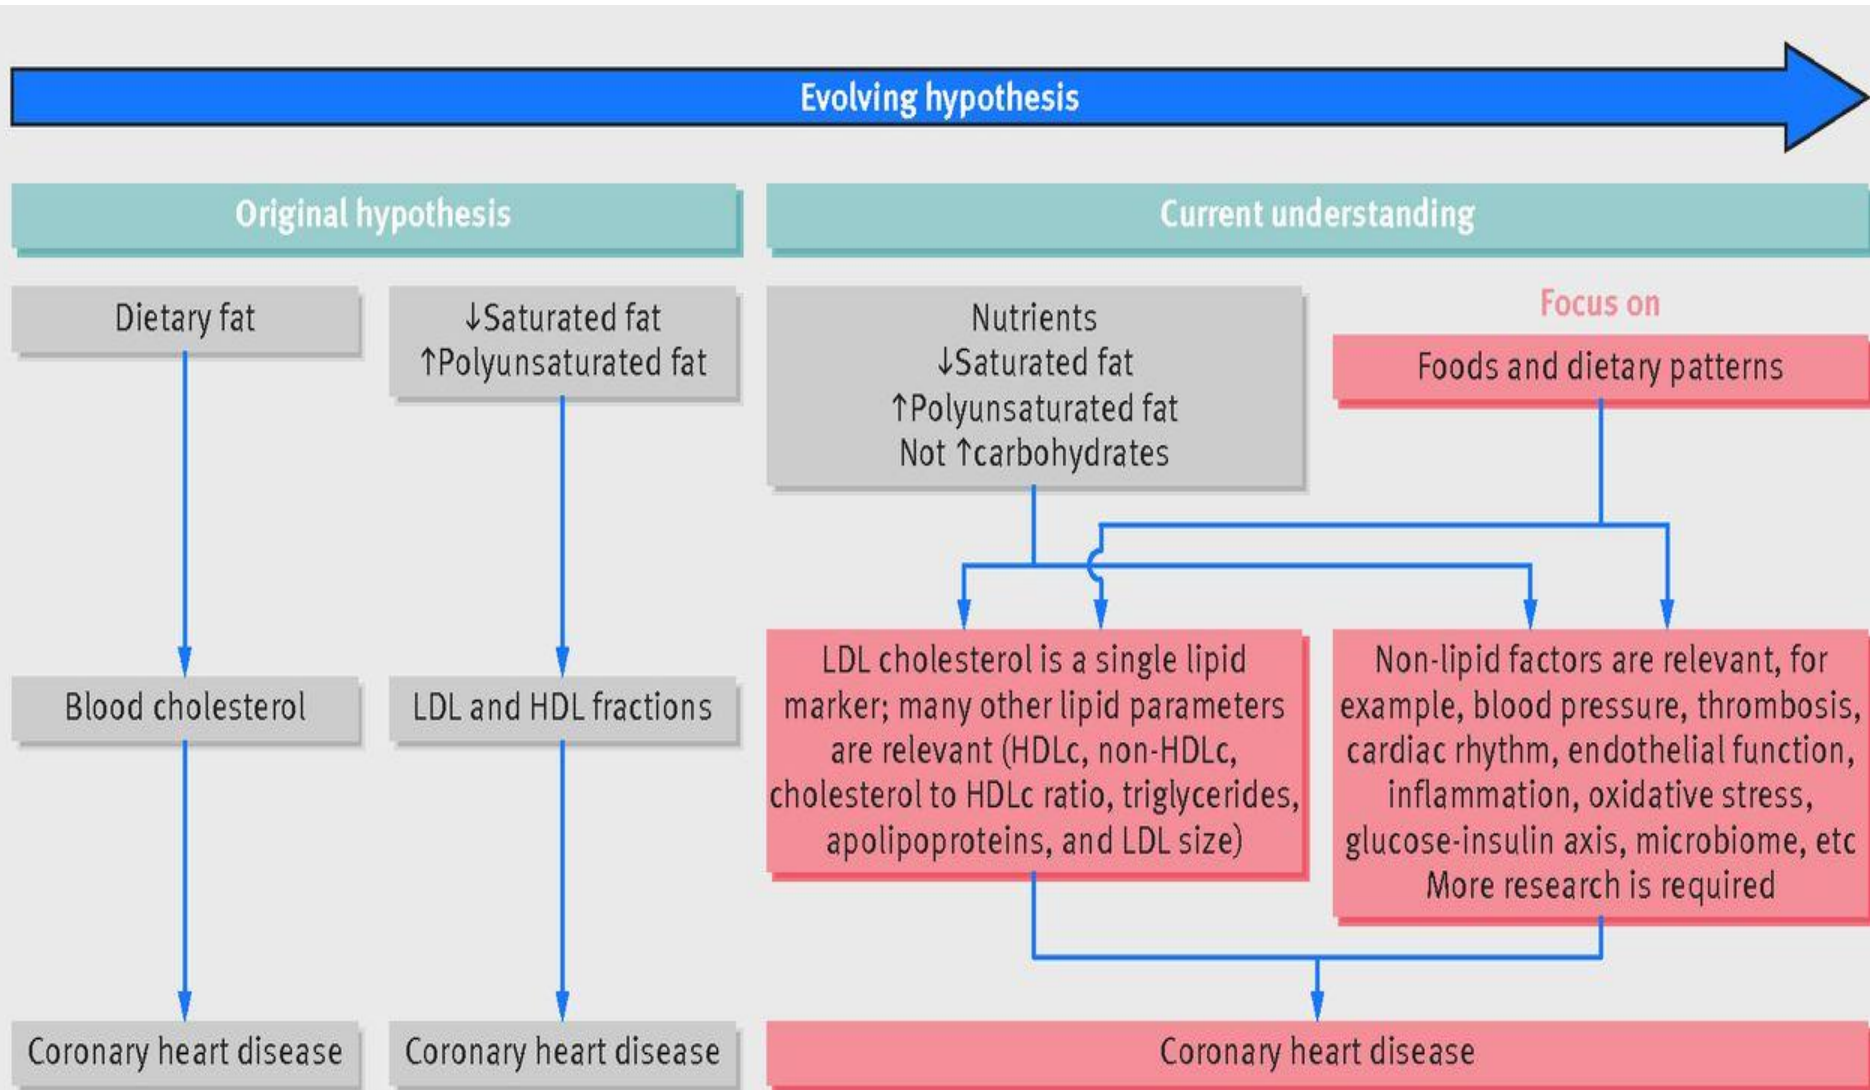 Evolving hypothesis
Original hypothesis
Current understanding
Dietary fat
↓Saturated fat
↑Polyunsaturated fat
Nutrients
↓Saturated fat
↑Polyunsaturated fat
Not ↑carbohydrates
Focus on
Foods and dietary patterns
Blood cholesterol
LDL and HDL fractions
LDL cholesterol is a single lipid
marker; many other lipid parameters
are relevant (HDLc, non-HDLc,
cholesterol to HDLc ratio, triglycerides,
apolipoproteins, and LDL size)
Non-lipid factors are relevant, for
example, blood pressure, thrombosis,
cardiac rhythm, endothelial function,
inflammation, oxidative stress,
glucose-insulin axis, microbiome, etc
More research is required
Coronary heart disease
Coronary heart disease
Coronary heart disease